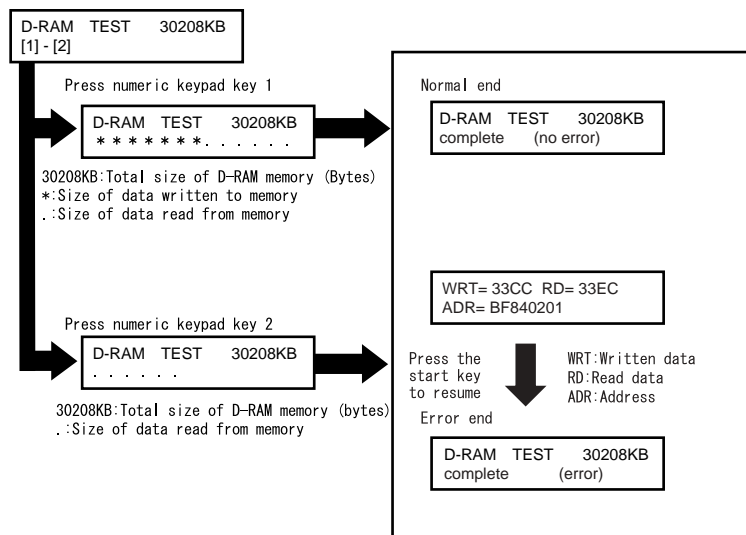 D-RAM TEST 30208KB
[1] - [2]
Press numeric keypad key 1
D-RAM TEST 30208KB
* * * * * * *. . . . . .
30208KB:Total size of D-RAM memory (Bytes)
*:Size of data written to memory
.:Size of data read from memory
Press numeric keypad key 2
D-RAM TEST 30208KB
. . . . . .
30208KB:Total size of D-RAM memory (bytes)
.:Size of data read from memory
Normal end
D-RAM TEST 30208KB
complete (no error)
WRT= 33CC RD= 33EC
ADR= BF840201
Press the
start key
to resume
WRT:Written data
RD:Read data
ADR:Address
Error end
D-RAM TEST 30208KB
complete (error)